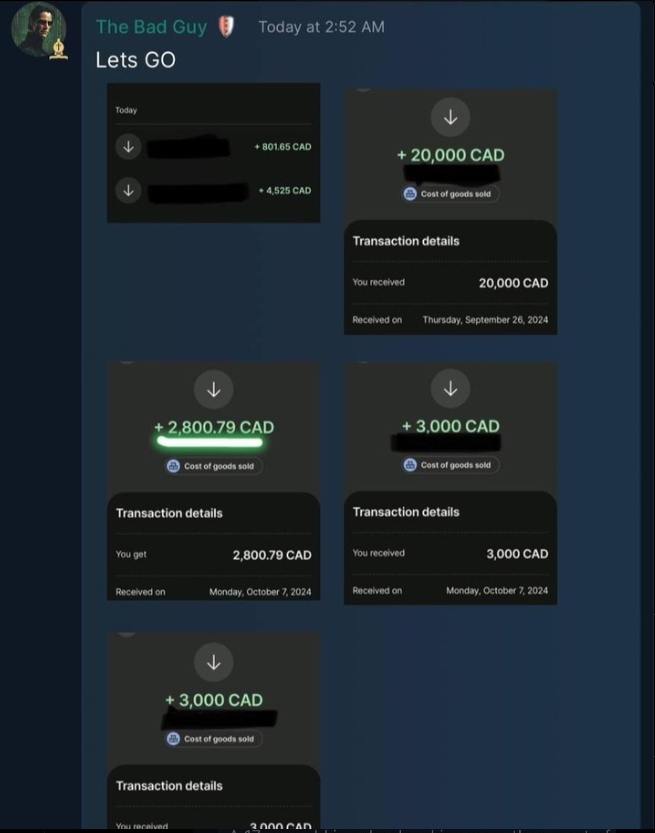 The Bad Guy Today at 2:52 AM
Lets GO
Today
+ 801.65 CAD
+ 4,525 CAD
+ 20,000 CAD
Cost of goods sold
Transaction details
You received 20,000 CAD
Received on Thursday, September 26, 2024
+ 2,800.79 CAD
Cost of goods sold
Transaction details
You get 2,800.79 CAD
Received on Monday, October 7, 2024
+ 3,000 CAD
Cost of goods sold
Transaction details
You received 3,000 CAD
Received on Monday, October 7, 2024
+ 3,000 CAD
Cost of goods sold
Transaction details
You received 3,000 CAD